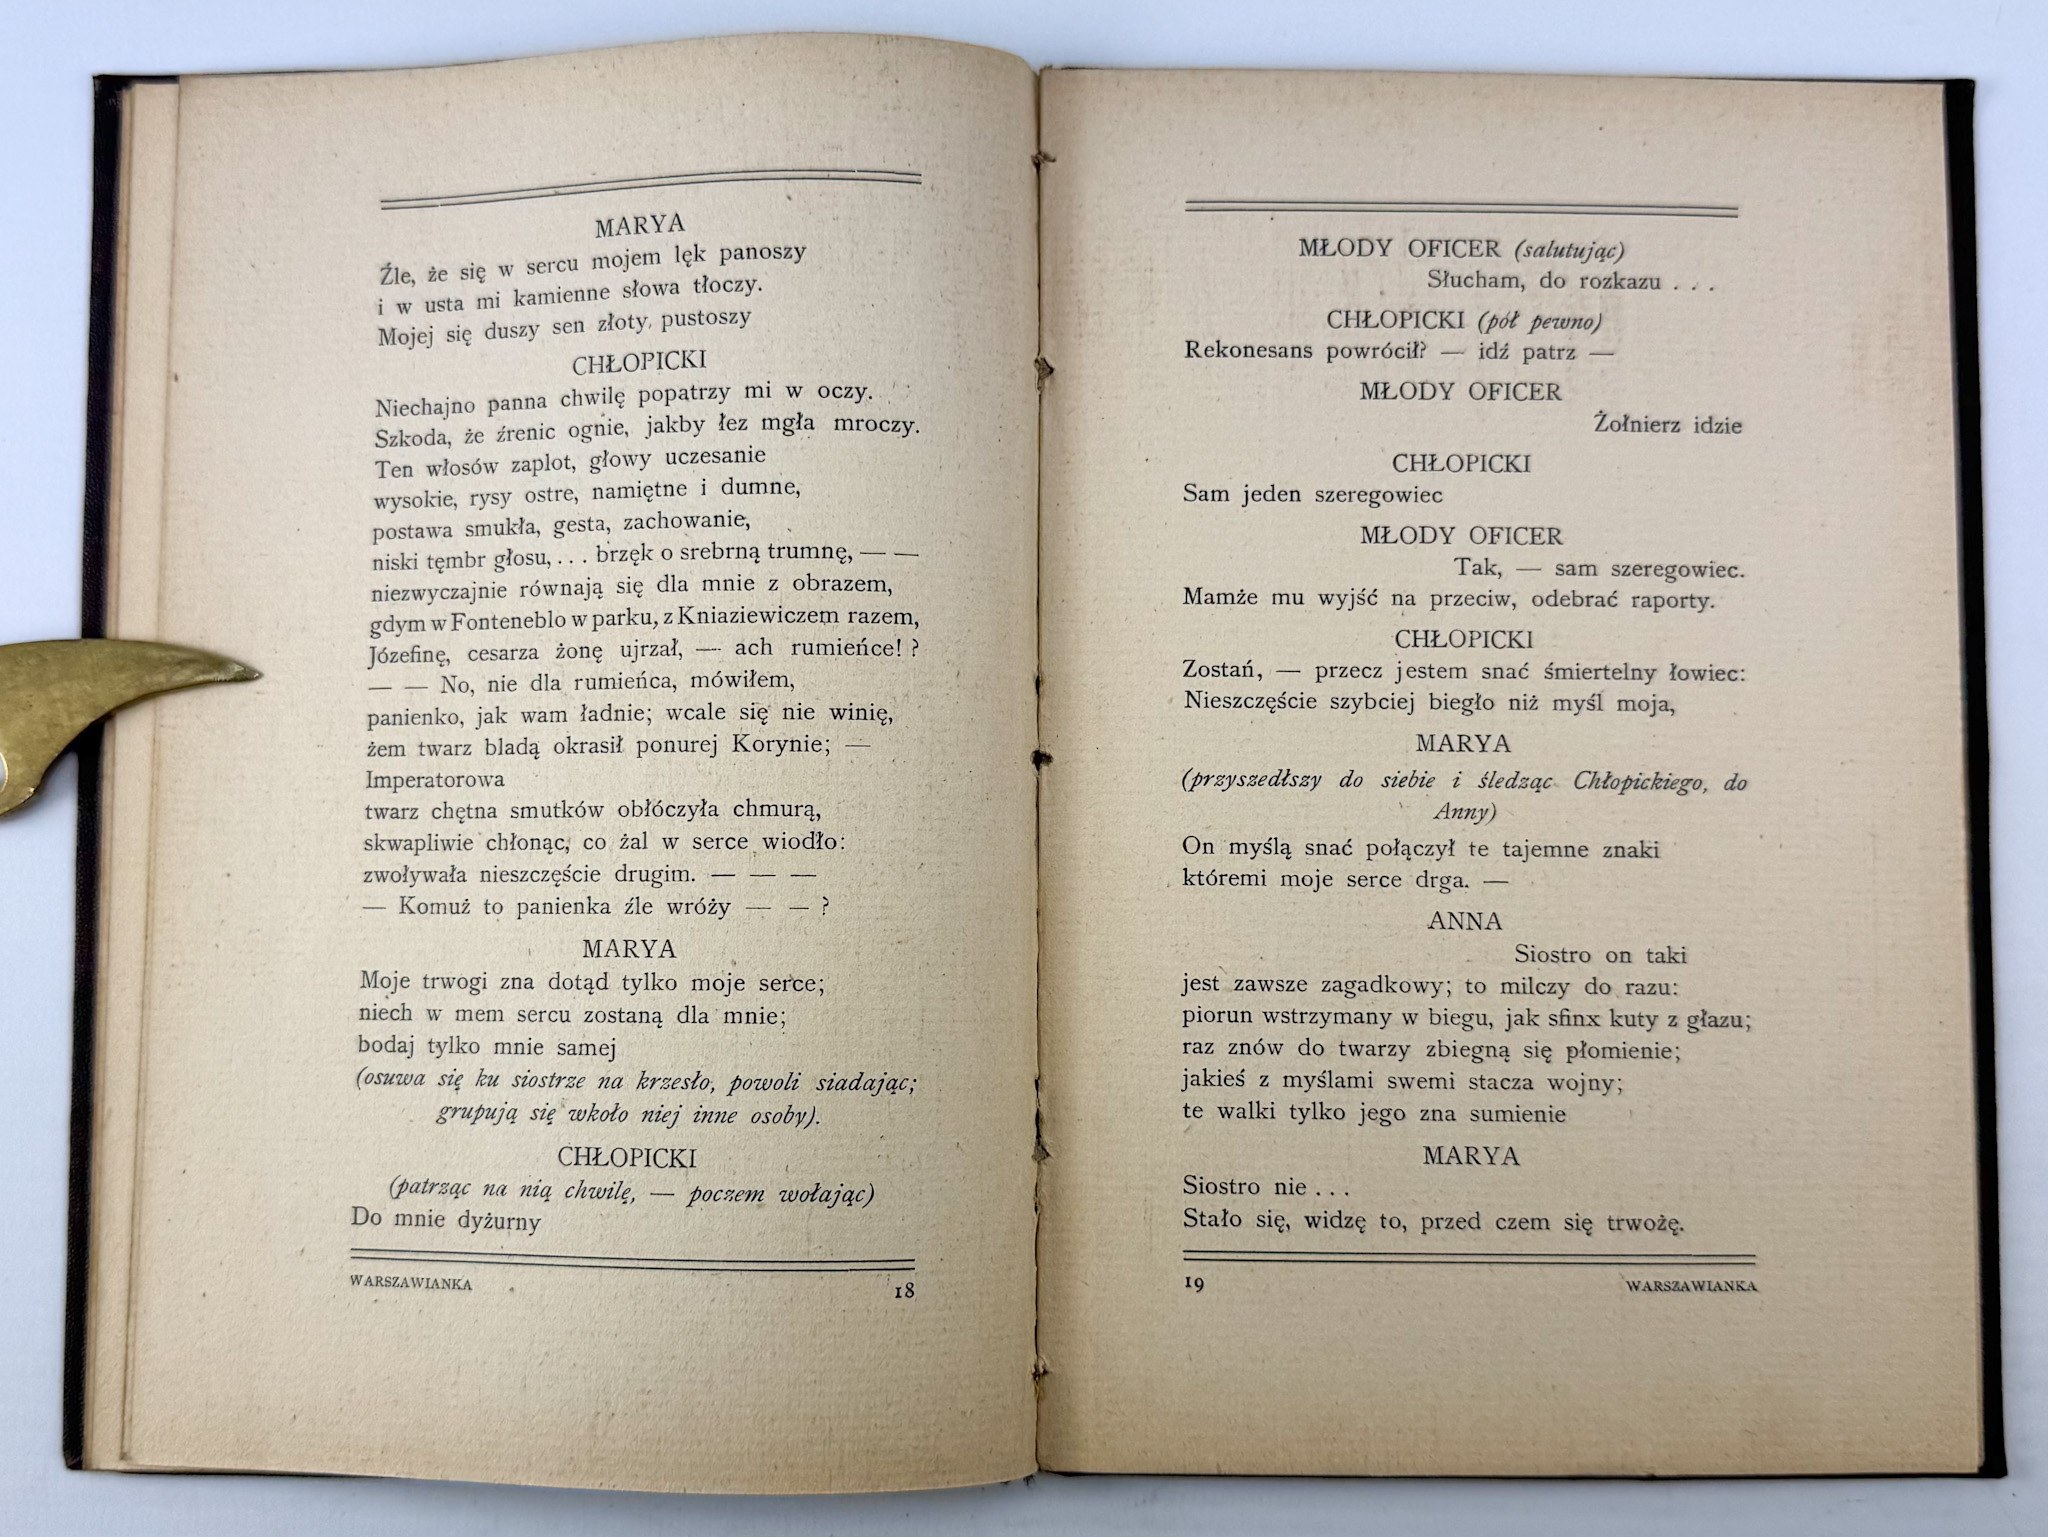 MARYA
Źle, że się w sercu mojem lęk panoszy
i w usta mi kamienne słowa tłoczy.
Mojej się duszy sen złoty pustoszy
CHŁOPICKI
Niechajno panna chwilę popatrzy mi w oczy.
Szkoda, że źrenic ognie, jakby łez mgła mroczy.
Ten włosów zaplot, głowy uczesanie
wysokie, rysy ostre, namiętne i dumne,
postawa smukła, gesta, zachowanie,
niski tęmbr głosu, . . . brzęk o srebrną trumnę, — —
niezwyczajnie równają się dla mnie z obrazem,
gdym w Fonteneblo w parku, z Kniaziewiczem razem,
Józefinę, cesarza żonę ujrzał, — ach rumieńce! ?
— — No, nie dla rumieńca, mówiłem,
panienko, jak wam ładnie; wcale się nie winię,
żem twarz bladą okrasił ponurej Korynie; —
Imperatorowa
twarz chętna smutków obłóczyła chmurą,
skwapliwie chłonąc, co żal w serce wiodło:
zwoływała nieszczęście drugim. — — —
— Komuż to panienka źle wróży — — ?
MARYA
Moje trwogi zna dotąd tylko moje serce;
niech w mem sercu zostaną dla mnie;
bodaj tylko mnie samej
(osuwa się ku siostrze na krzesło, powoli siadając;
grupują się wkoło niej inne osoby).
CHŁOPICKI
(patrząc na nią chwilę, — poczem wołając)
Do mnie dyżurny
WARSZAWIANKA 18
MŁODY OFICER (salutując)
Słucham, do rozkazu . . .
CHŁOPICKI (pół pewno)
Rekonesans powrócił? — idź patrz —
MŁODY OFICER
Żołnierz idzie
CHŁOPICKI
Sam jeden szeregowiec
MŁODY OFICER
Tak, — sam szeregowiec.
Mamże mu wyjść na przeciw, odebrać raporty.
CHŁOPICKI
Zostań, — przecz jestem snać śmiertelny łowiec:
Nieszczęście szybciej biegło niż myśl moja,
MARYA
(przyszedłszy do siebie i śledząc Chłopickiego, do
Anny)
On myślą snać połączył te tajemne znaki
któremi moje serce drga. —
ANNA
Siostro on taki
jest zawsze zagadkowy; to milczy do razu:
piorun wstrzymany w biegu, jak sfinx kuty z głazu;
raz znów do twarzy zbiegną się płomienie;
jakieś z myślami swemi stacza wojny;
te walki tylko jego zna sumienie
MARYA
Siostro nie . . .
Stało się, widzę to, przed czem się trwożę.
19 WARSZAWIANKA